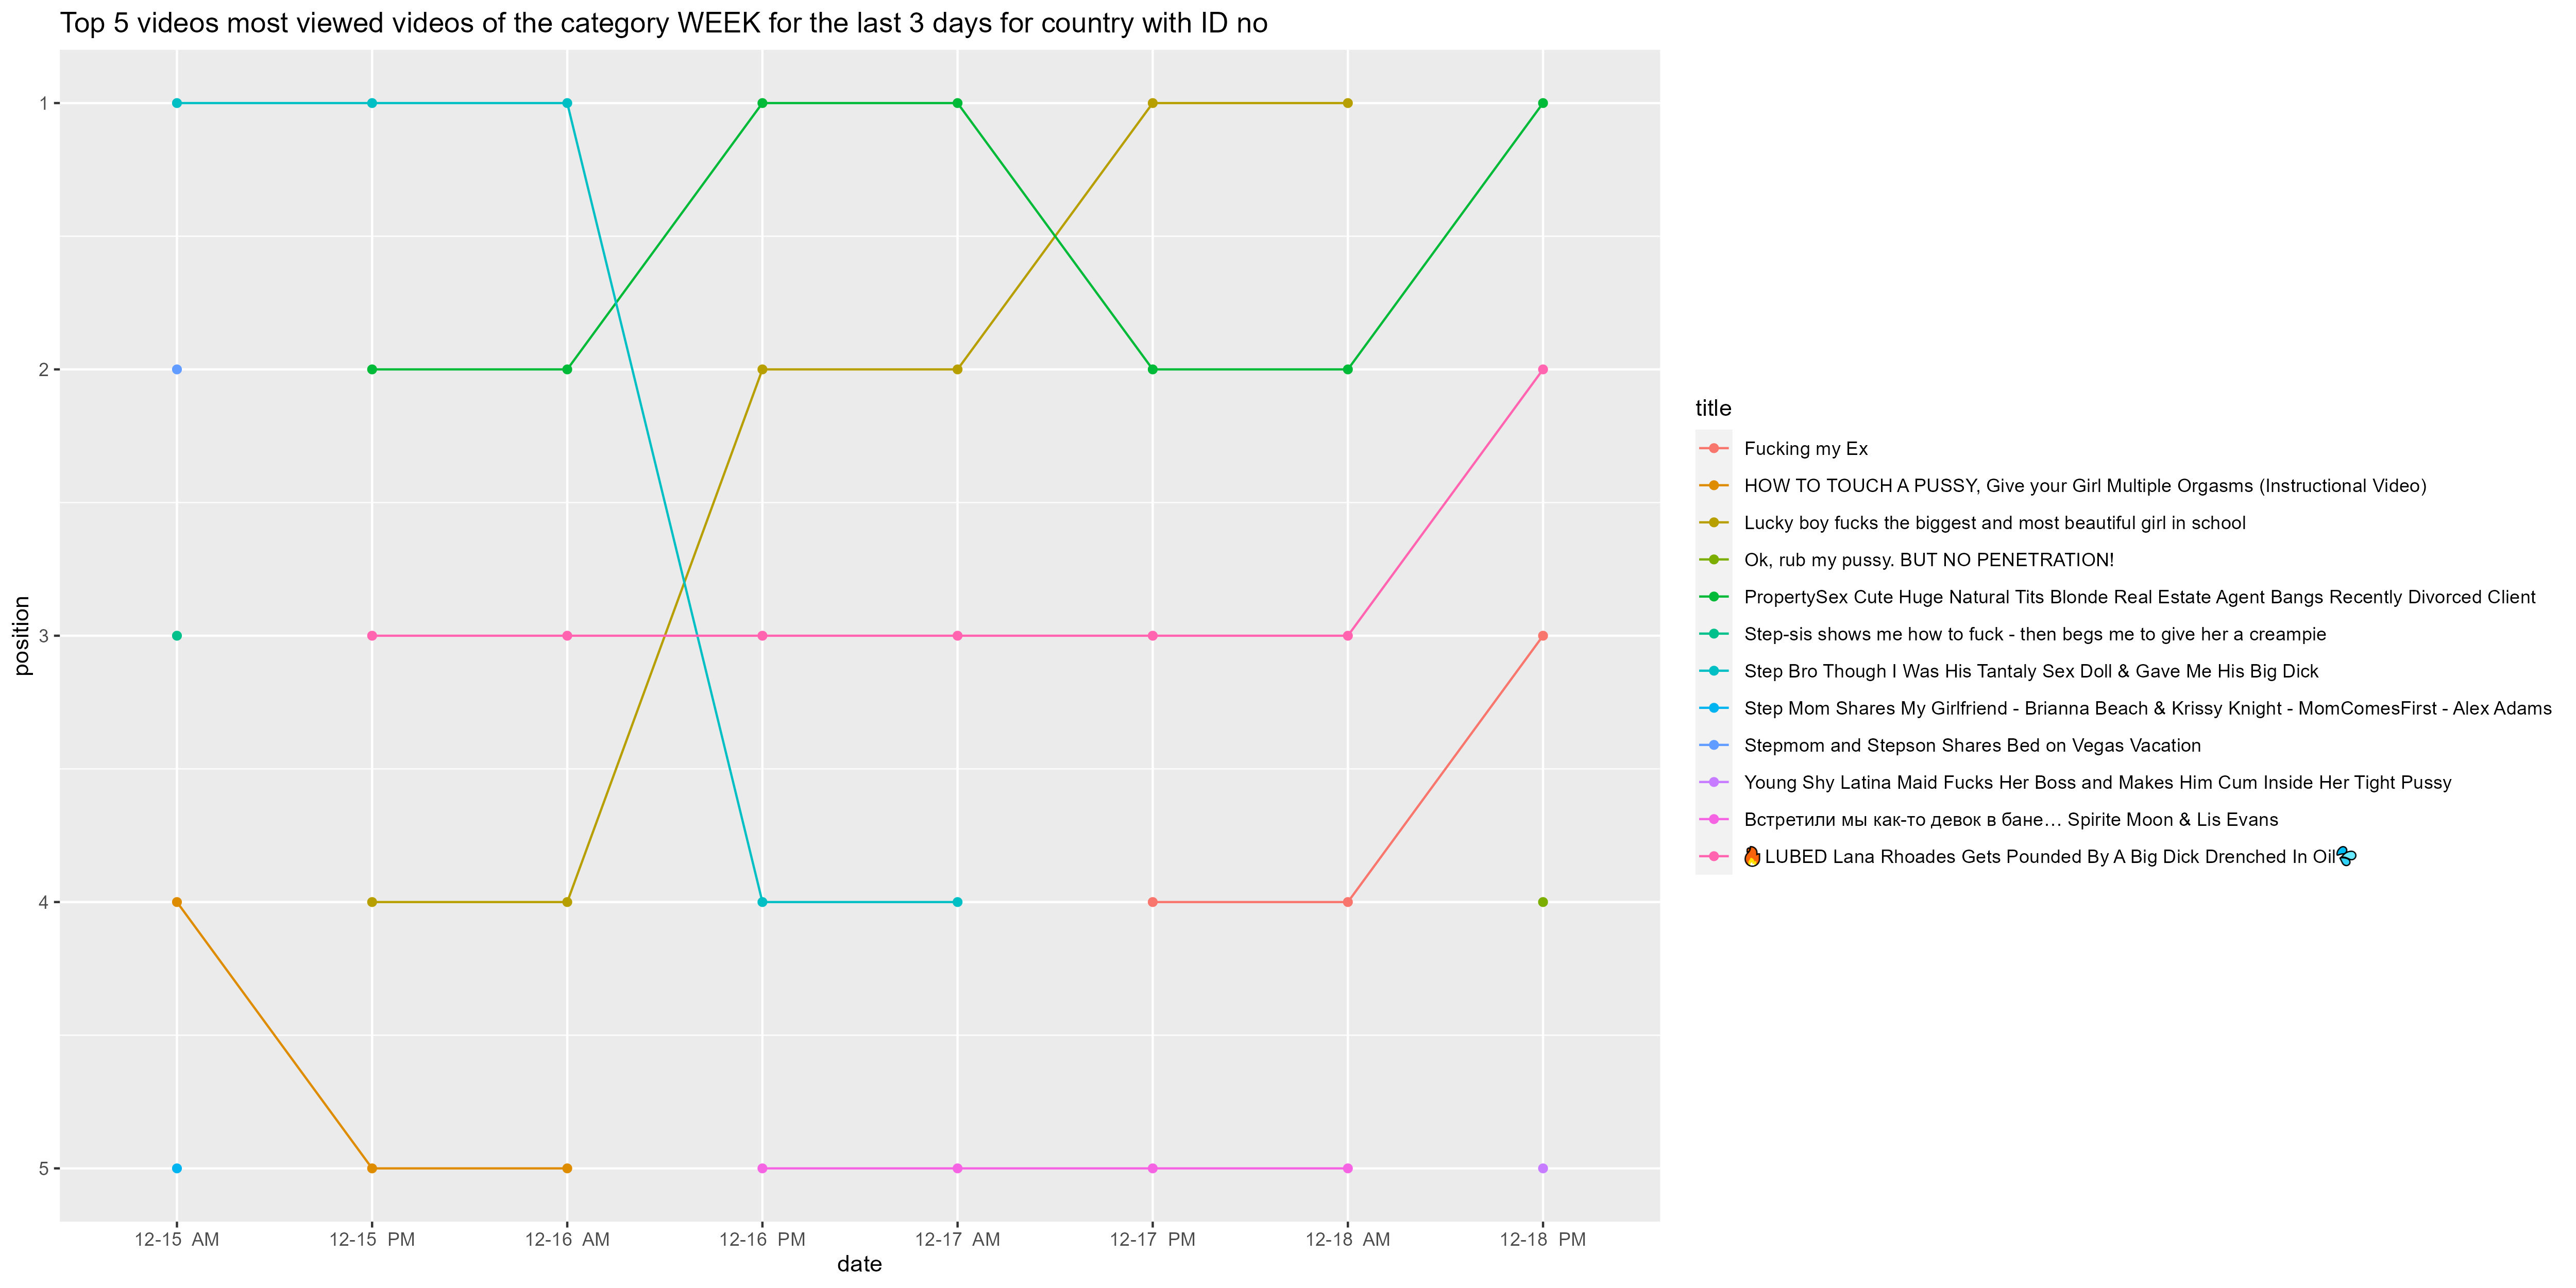 Top 5 videos most viewed videos of the category WEEK for the last 3 days for country with ID no
position
1
2
3
4
5
12-15 AM
12-15 PM
12-16 AM
12-16 PM
12-17 AM
12-17 PM
12-18 AM
12-18 PM
date
title
Fucking my Ex
HOW TO TOUCH A PUSSY, Give your Girl Multiple Orgasms (Instructional Video)
Lucky boy fucks the biggest and most beautiful girl in school
Ok, rub my pussy. BUT NO PENETRATION!
PropertySex Cute Huge Natural Tits Blonde Real Estate Agent Bangs Recently Divorced Client
Step-sis shows me how to fuck - then begs me to give her a creampie
Step Bro Though I Was His Tantaly Sex Doll & Gave Me His Big Dick
Step Mom Shares My Girlfriend - Brianna Beach & Krissy Knight - MomComesFirst - Alex Adams
Stepmom and Stepson Shares Bed on Vegas Vacation
Young Shy Latina Maid Fucks Her Boss and Makes Him Cum Inside Her Tight Pussy
Встретили мы как-то девок в бане… Spirite Moon & Lis Evans
🔥LUBED Lana Rhoades Gets Pounded By A Big Dick Drenched In Oil💦